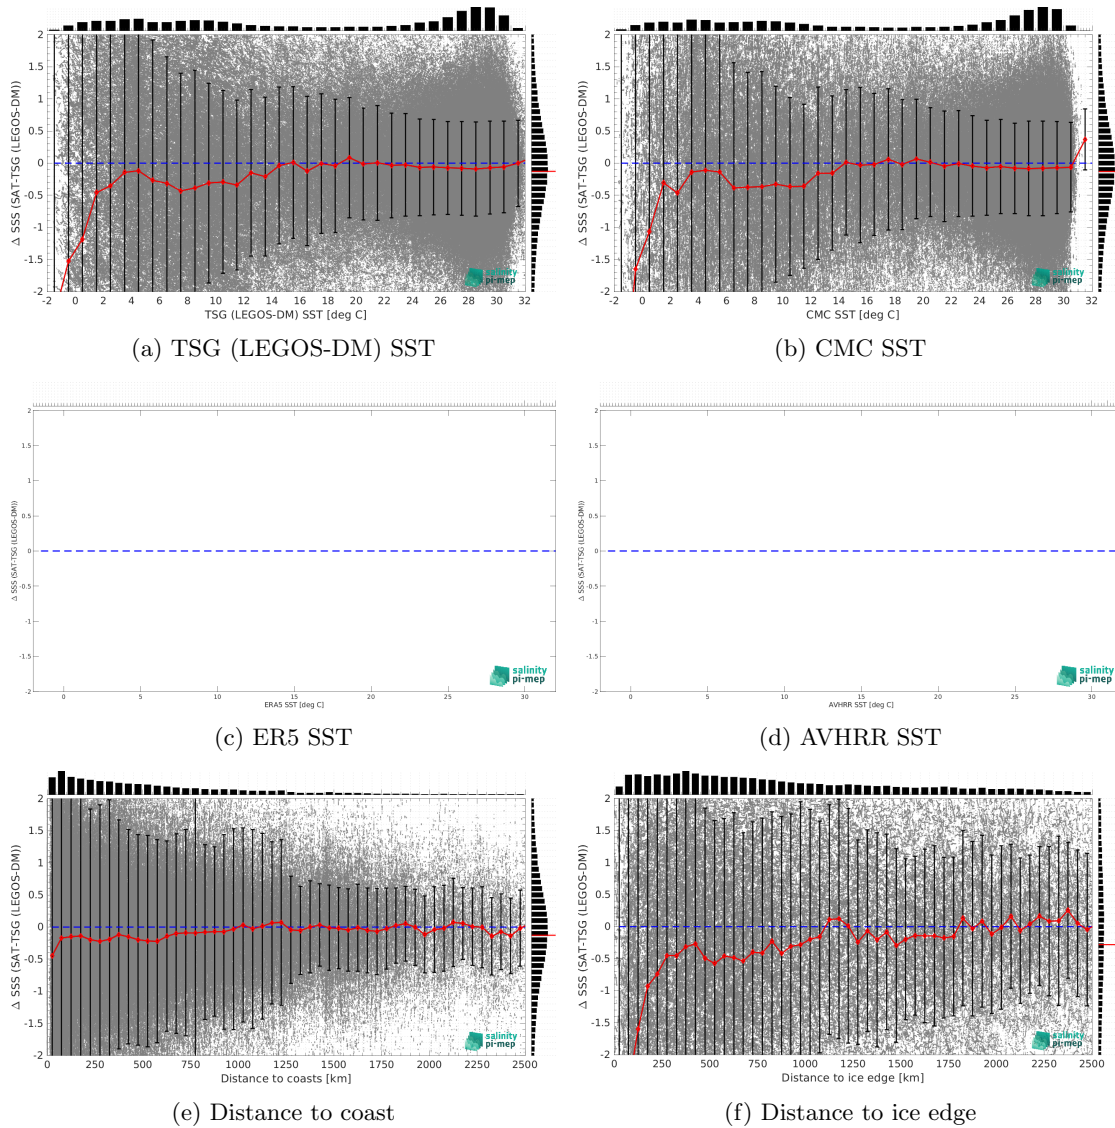 2
1.5
1
0.5
0
-0.5
-1
-1.5
-2
Δ SSS (SAT-TSG (LEGOS-DM))
-2 0 2 4 6 8 10 12 14 16 18 20 22 24 26 28 30 32
TSG (LEGOS-DM) SST [deg C]
salinity
pi-mep
(a) TSG (LEGOS-DM) SST
2
1.5
1
0.5
0
-0.5
-1
-1.5
-2
Δ SSS (SAT-TSG (LEGOS-DM))
-2 0 2 4 6 8 10 12 14 16 18 20 22 24 26 28 30 32
CMC SST [deg C]
salinity
pi-mep
(b) CMC SST
2
1.5
1
0.5
0
-0.5
-1
-1.5
-2
Δ SSS (SAT-TSG (LEGOS-DM))
0 5 10 15 20 25 30
ERA5 SST [deg C]
salinity
pi-mep
(c) ER5 SST
2
1.5
1
0.5
0
-0.5
-1
-1.5
-2
Δ SSS (SAT-TSG (LEGOS-DM))
0 5 10 15 20 25 30
AVHRR SST [deg C]
salinity
pi-mep
(d) AVHRR SST
2
1.5
1
0.5
0
-0.5
-1
-1.5
-2
Δ SSS (SAT-TSG (LEGOS-DM))
0 250 500 750 1000 1250 1500 1750 2000 2250 2500
Distance to coasts [km]
salinity
pi-mep
(e) Distance to coast
2
1.5
1
0.5
0
-0.5
-1
-1.5
-2
Δ SSS (SAT-TSG (LEGOS-DM))
0 250 500 750 1000 1250 1500 1750 2000 2250 2500
Distance to ice edge [km]
salinity
pi-mep
(f) Distance to ice edge